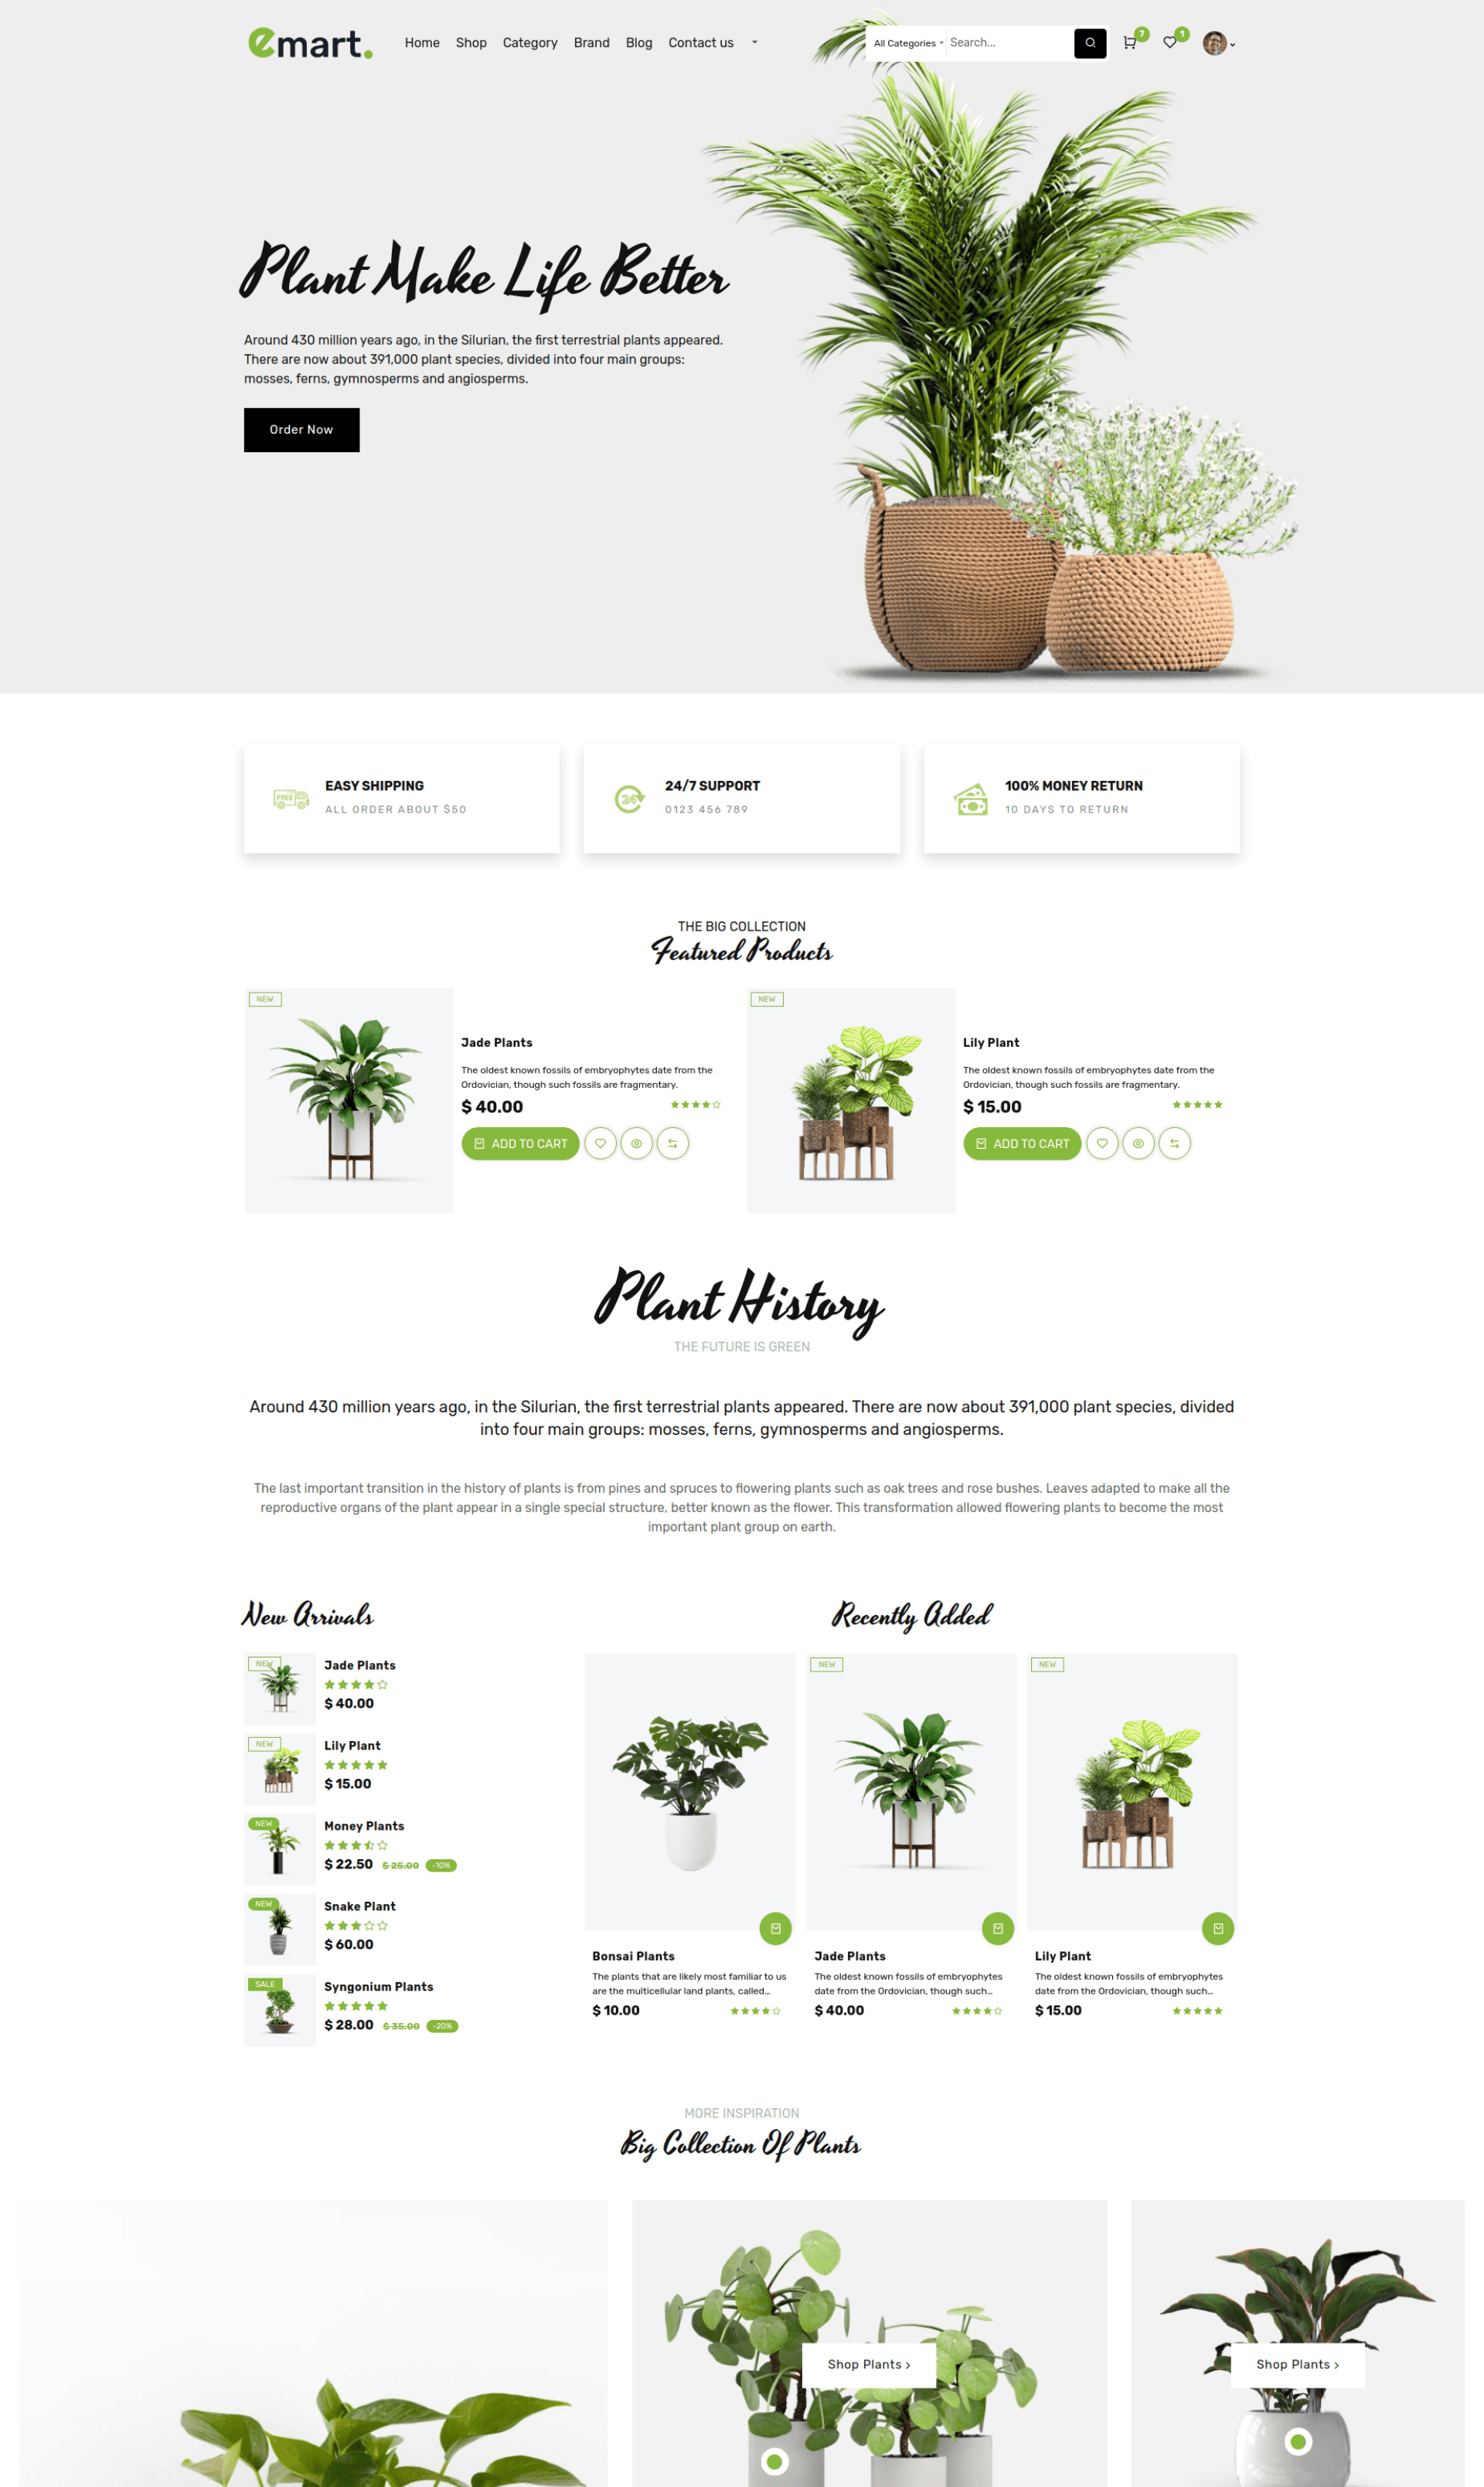 emart.
Home Shop Category Brand Blog Contact us
All Categories Search...
7
1
Plant Make Life Better
Around 430 million years ago, in the Silurian, the first terrestrial plants appeared.
There are now about 391,000 plant species, divided into four main groups:
mosses, ferns, gymnosperms and angiosperms.
Order Now
FREE
EASY SHIPPING
ALL ORDER ABOUT $50
24
24/7 SUPPORT
0123 456 789
100% MONEY RETURN
10 DAYS TO RETURN
THE BIG COLLECTION
Featured Products
NEW
Jade Plants
The oldest known fossils of embryophytes date from the
Ordovician, though such fossils are fragmentary.
$ 40.00
ADD TO CART
NEW
Lily Plant
The oldest known fossils of embryophytes date from the
Ordovician, though such fossils are fragmentary.
$ 15.00
ADD TO CART
Plant History
THE FUTURE IS GREEN
Around 430 million years ago, in the Silurian, the first terrestrial plants appeared. There are now about 391,000 plant species, divided
into four main groups: mosses, ferns, gymnosperms and angiosperms.
The last important transition in the history of plants is from pines and spruces to flowering plants such as oak trees and rose bushes. Leaves adapted to make all the
reproductive organs of the plant appear in a single special structure, better known as the flower. This transformation allowed flowering plants to become the most
important plant group on earth.
New Arrivals
NEW
Jade Plants
$ 40.00
NEW
Lily Plant
$ 15.00
NEW
Money Plants
$ 22.50 $ 25.00 -10%
NEW
Snake Plant
$ 60.00
SALE
Syngonium Plants
$ 28.00 $ 35.00 -20%
Recently Added
Bonsai Plants
The plants that are likely most familiar to us
are the multicellular land plants, called...
$ 10.00
NEW
Jade Plants
The oldest known fossils of embryophytes
date from the Ordovician, though such...
$ 40.00
NEW
Lily Plant
The oldest known fossils of embryophytes
date from the Ordovician, though such...
$ 15.00
MORE INSPIRATION
Big Collection Of Plants
Shop Plants ›
Shop Plants ›